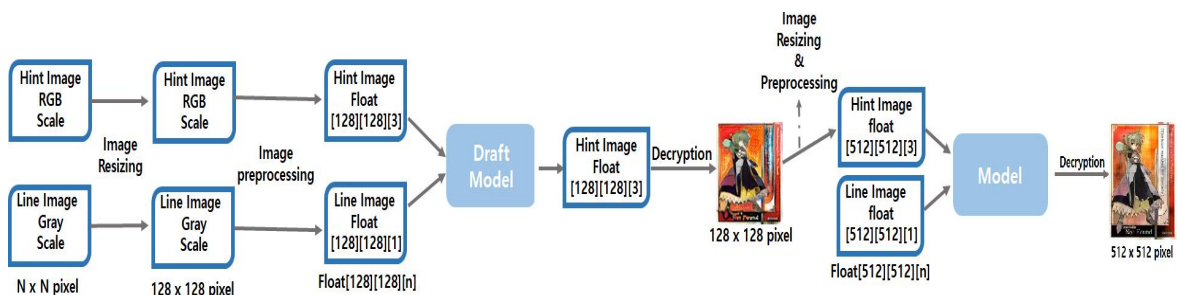 Hint Image
RGB
Scale
Line Image
Gray
Scale
N x N pixel
Image
Resizing
Hint Image
RGB
Scale
Line Image
Gray
Scale
128 x 128 pixel
Image
preprocessing
Hint Image
Float
[128][128][3]
Line Image
Float
[128][128][1]
Float[128][128][n]
Draft
Model
Hint Image
Float
[128][128][3]
Decryption
128 x 128 pixel
Image
Resizing
&
Preprocessing
Hint Image
float
[512][512][3]
Line Image
float
[512][512][1]
Float[512][512][n]
Model
Decryption
Not Found
512 x 512 pixel